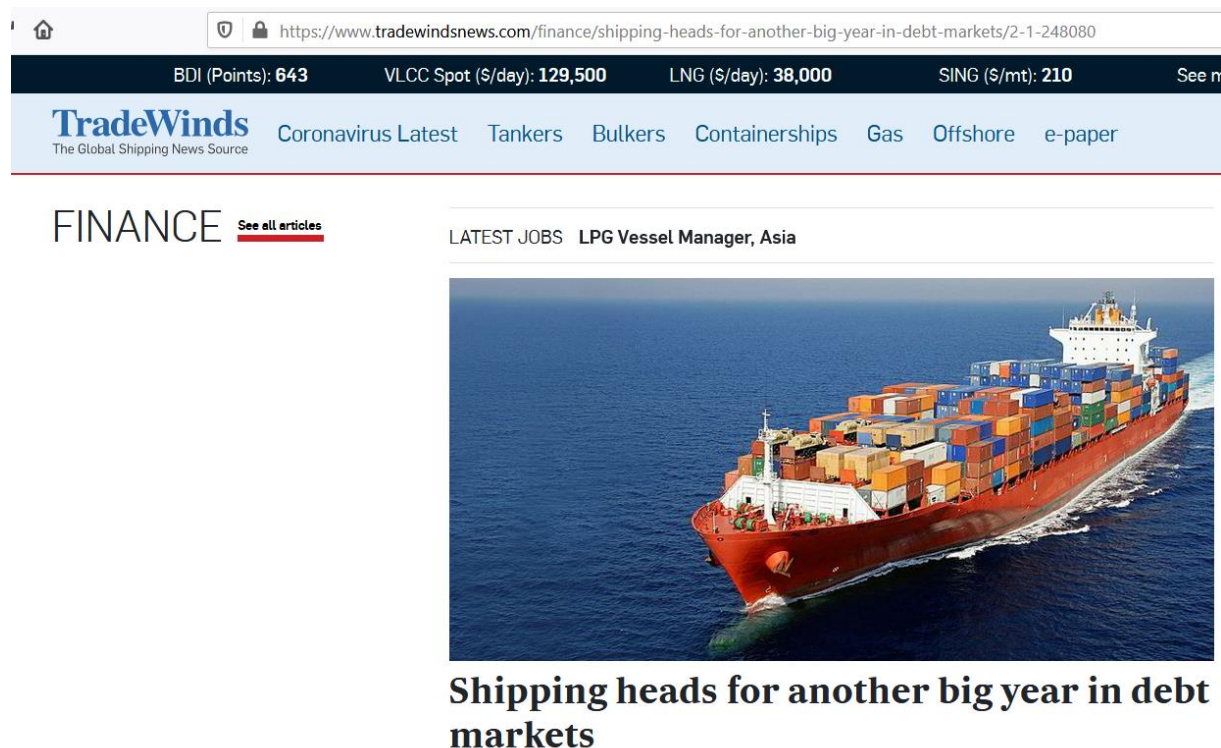 https://www.tradewindsnews.com/finance/shipping-heads-for-another-big-year-in-debt-markets/2-1-248080
BDI (Points): 643 VLCC Spot ($/day): 129,500 LNG ($/day): 38,000 SING ($/mt): 210 See m
TradeWinds
The Global Shipping News Source
Coronavirus Latest Tankers Bulkers Containerships Gas Offshore e-paper
FINANCE See all articles
LATEST JOBS LPG Vessel Manager, Asia
Shipping heads for another big year in debt
markets